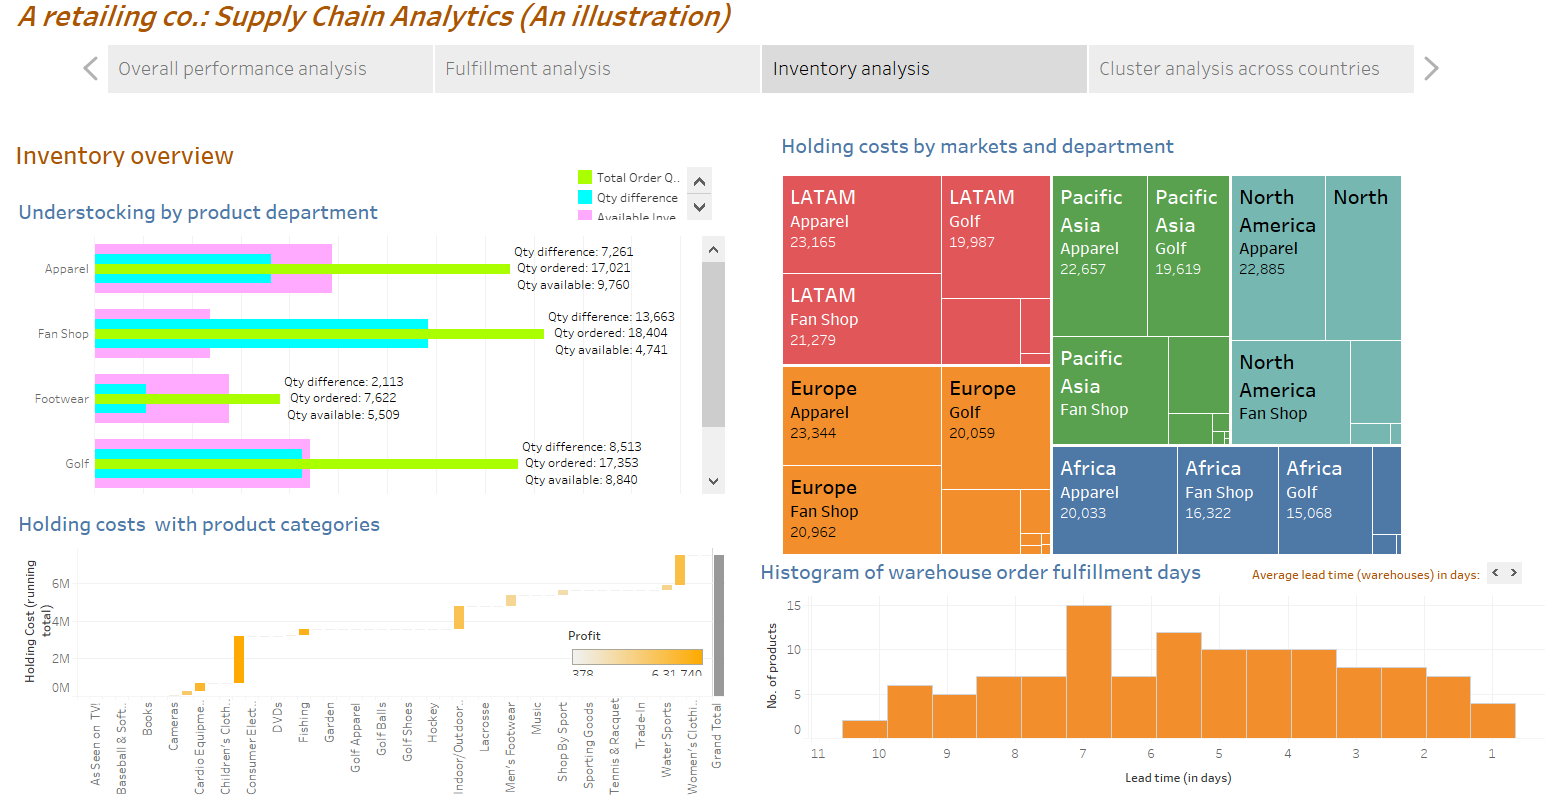 A retailing co.: Supply Chain Analytics (An illustration)
Overall performance analysis
Fulfillment analysis
Inventory analysis
Cluster analysis across countries
Inventory overview
Total Order Q..
Qty difference
Available Inve
Understocking by product department
Apparel
Qty difference: 7,261
Qty ordered: 17,021
Qty available: 9,760
Fan Shop
Qty difference: 13,663
Qty ordered: 18,404
Qty available: 4,741
Footwear
Qty difference: 2,113
Qty ordered: 7,622
Qty available: 5,509
Golf
Qty difference: 8,513
Qty ordered: 17,353
Qty available: 8,840
Holding costs with product categories
Holding Cost (running
total)
6M
4M
2M
0M
Profit
378
6,31,740
As Seen on TV!
Baseball & Soft..
Books
Cameras
Cardio Equipme..
Children's Cloth..
Consumer Elect..
DVDs
Fishing
Garden
Golf Apparel
Golf Balls
Golf Shoes
Hockey
Indoor/Outdoor..
Lacrosse
Men's Footwear
Music
Shop By Sport
Sporting Goods
Tennis & Racquet
Trade-In
Water Sports
Women's Clothi..
Grand Total
Holding costs by markets and department
LATAM
Apparel
23,165
LATAM
Golf
19,987
LATAM
Fan Shop
21,279
Europe
Apparel
23,344
Europe
Golf
20,059
Europe
Fan Shop
20,962
Pacific
Asia
Apparel
22,657
Pacific
Asia
Golf
19,619
Pacific
Asia
Fan Shop
North
America
Apparel
22,885
North
North
America
Fan Shop
Africa
Apparel
20,033
Africa
Fan Shop
16,322
Africa
Golf
15,068
Histogram of warehouse order fulfillment days
Average lead time (warehouses) in days:
No. of products
15
10
5
0
11
10
9
8
7
6
5
4
3
2
1
Lead time (in days)